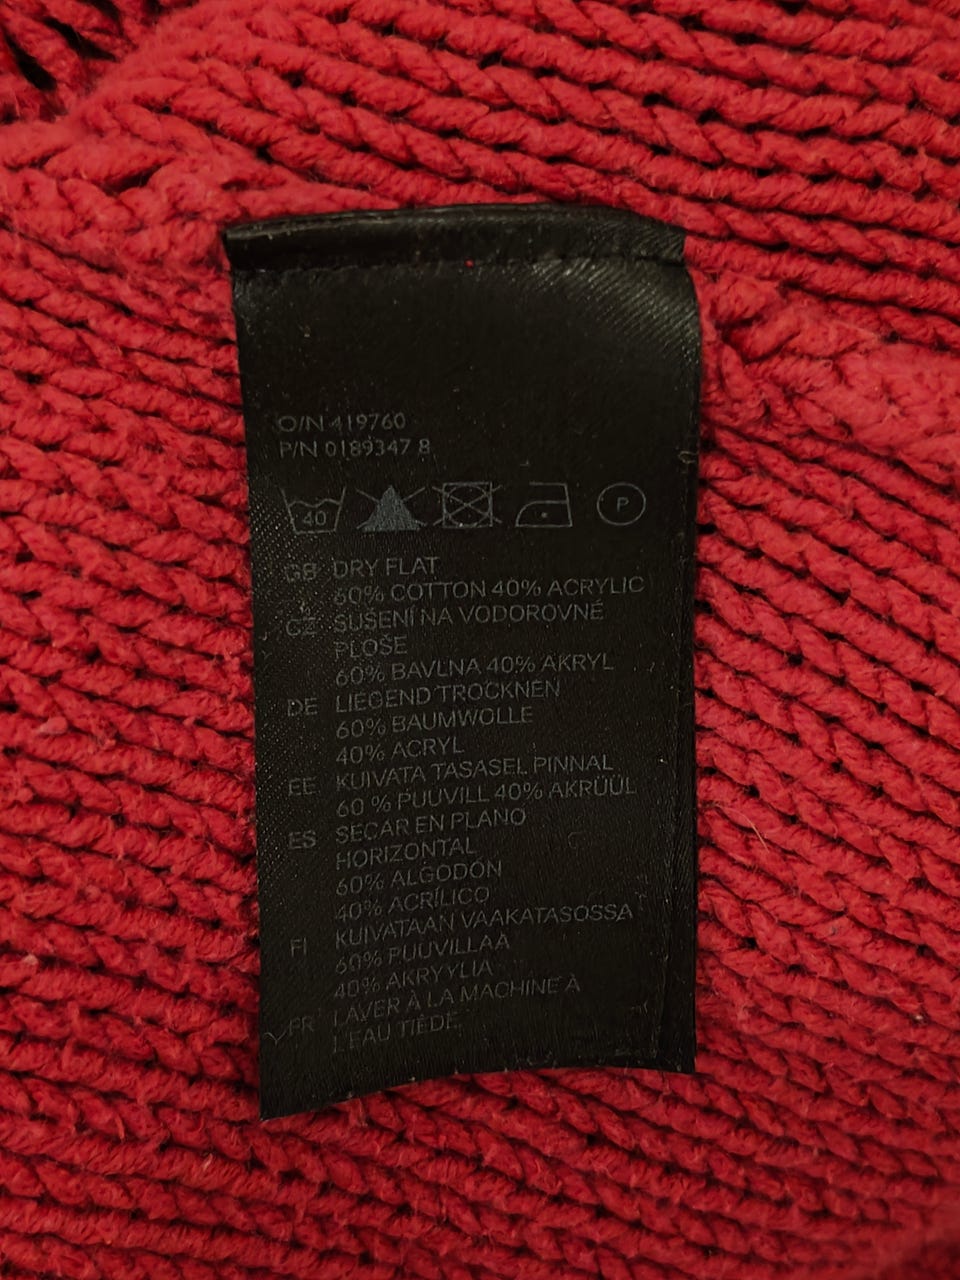 O/N 419760
P/N 0189347 8
40 P
GB DRY FLAT
60% COTTON 40% ACRYLIC
CZ SUŠENÍ NA VODOROVNÉ
PLOŠE
60% BAVLNA 40% AKRYL
DE LIEGEND TROCKNEN
60% BAUMWOLLE
40% ACRYL
EE KUIVATA TASASEL PINNAL
60 % PUUVILL 40% AKRÜÜL
ES SECAR EN PLANO
HORIZONTAL
60% ALGODÓN
40% ACRÍLICO
FI KUIVATAAN VAAKATASOSSA
60% PUUVILLAA
40% AKRYYLIA
FR LAVER À LA MACHINE À
L'EAU TIÈDE